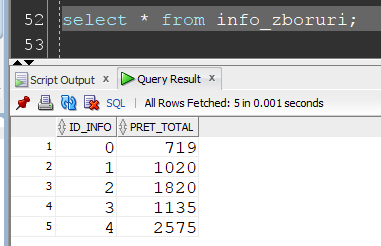 52 select * from info_zboruri;
53
Script Output x Query Result x
SQL | All Rows Fetched: 5 in 0.001 seconds
ID_INFO PRET_TOTAL
1 0 719
2 1 1020
3 2 1820
4 3 1135
5 4 2575